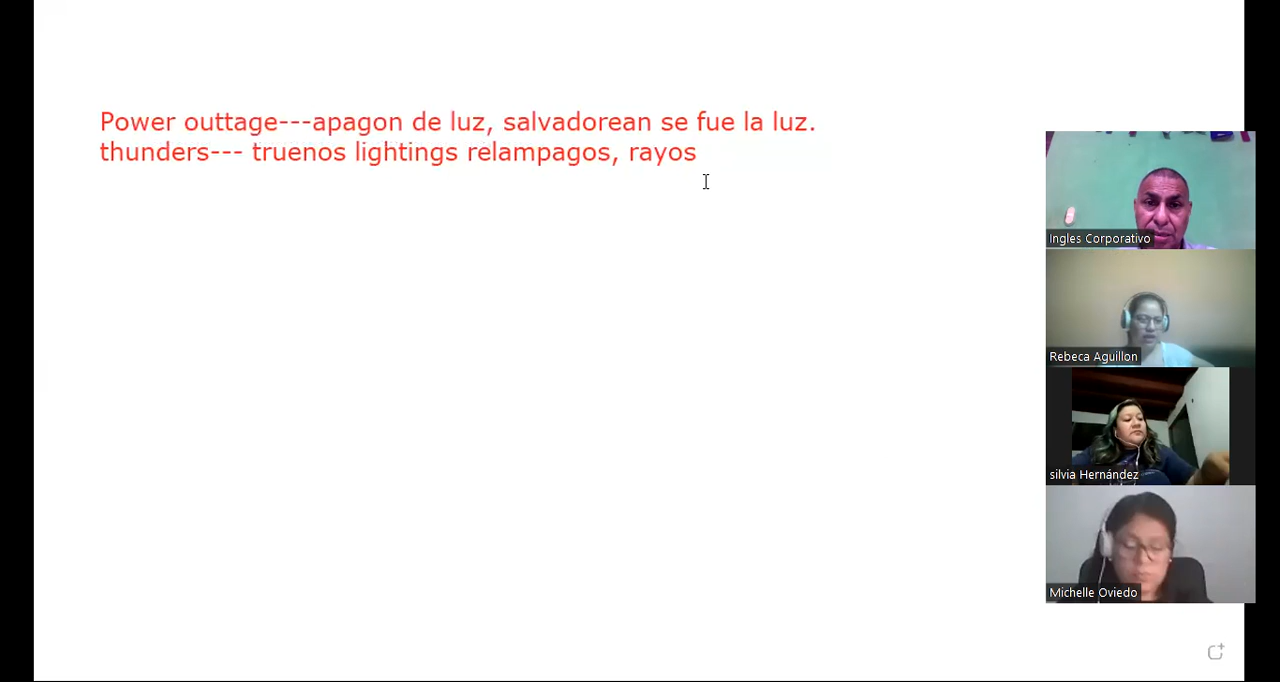 Power outtage---apagon de luz, salvadorean se fue la luz.
thunders--- truenos lightings relampagos, rayos
Ingles Corporativo
Rebeca Aguillon
silvia Hernández
Michelle Oviedo